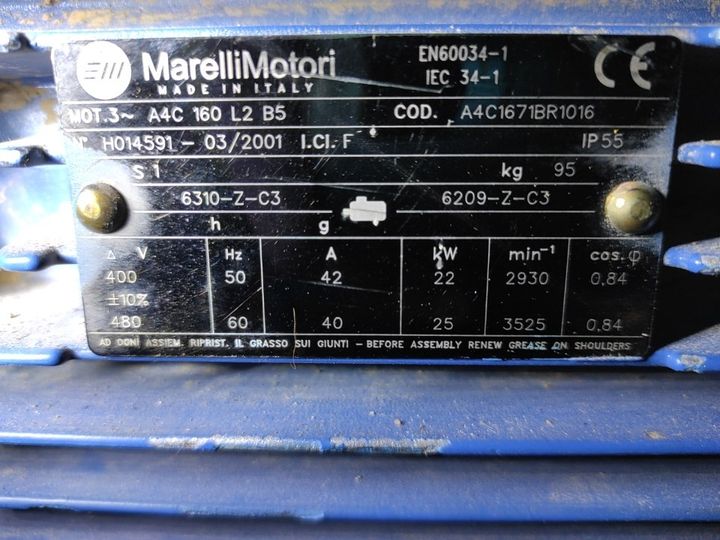 MarelliMotori
MADE IN ITALY
EN60034-1
IEC 34-1
CE
MOT.3~ A4C 160 L2 B5 COD. A4C1671BR1016
N° H014591 - 03/2001 I.Cl. F IP 55
S 1 kg 95
6310-Z-C3 6209-Z-C3
h g
Δ V Hz A kW min⁻¹ cos.φ
400 50 42 22 2930 0,84
±10%
480 60 40 25 3525 0,84
AD OGNI ASSIEM. RIPRIST. IL GRASSO SUI GIUNTI - BEFORE ASSEMBLY RENEW GREASE ON SHOULDERS